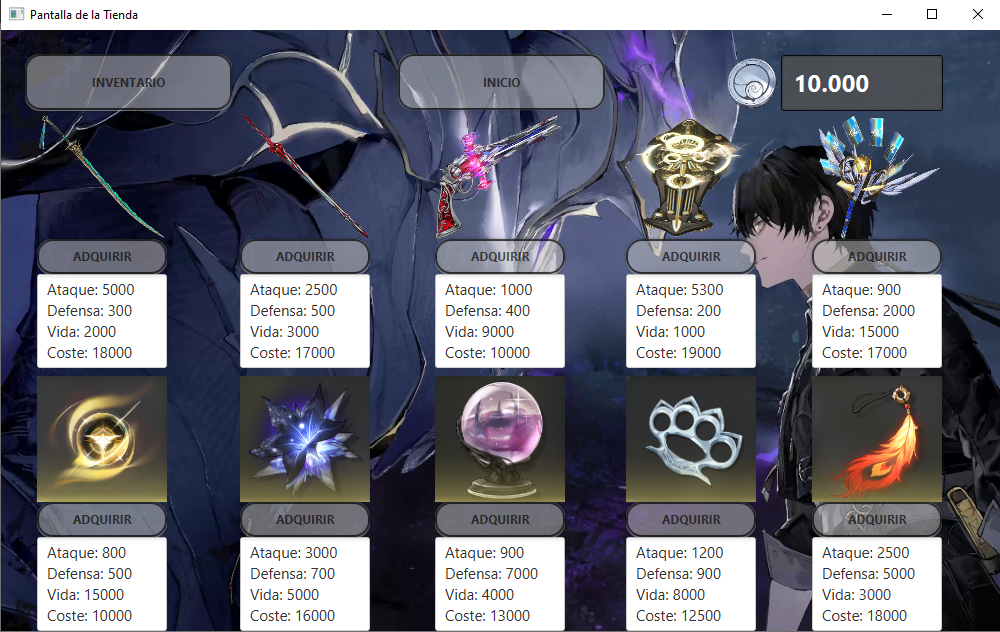 Pantalla de la Tienda
INVENTARIO
INICIO
10.000
ADQUIRIR
ADQUIRIR
ADQUIRIR
ADQUIRIR
ADQUIRIR
Ataque: 5000
Defensa: 300
Vida: 2000
Coste: 18000
Ataque: 2500
Defensa: 500
Vida: 3000
Coste: 17000
Ataque: 1000
Defensa: 400
Vida: 9000
Coste: 10000
Ataque: 5300
Defensa: 200
Vida: 1000
Coste: 19000
Ataque: 900
Defensa: 2000
Vida: 15000
Coste: 17000
ADQUIRIR
ADQUIRIR
ADQUIRIR
ADQUIRIR
ADQUIRIR
Ataque: 800
Defensa: 500
Vida: 15000
Coste: 10000
Ataque: 3000
Defensa: 700
Vida: 5000
Coste: 16000
Ataque: 900
Defensa: 7000
Vida: 4000
Coste: 13000
Ataque: 1200
Defensa: 900
Vida: 8000
Coste: 12500
Ataque: 2500
Defensa: 5000
Vida: 3000
Coste: 18000